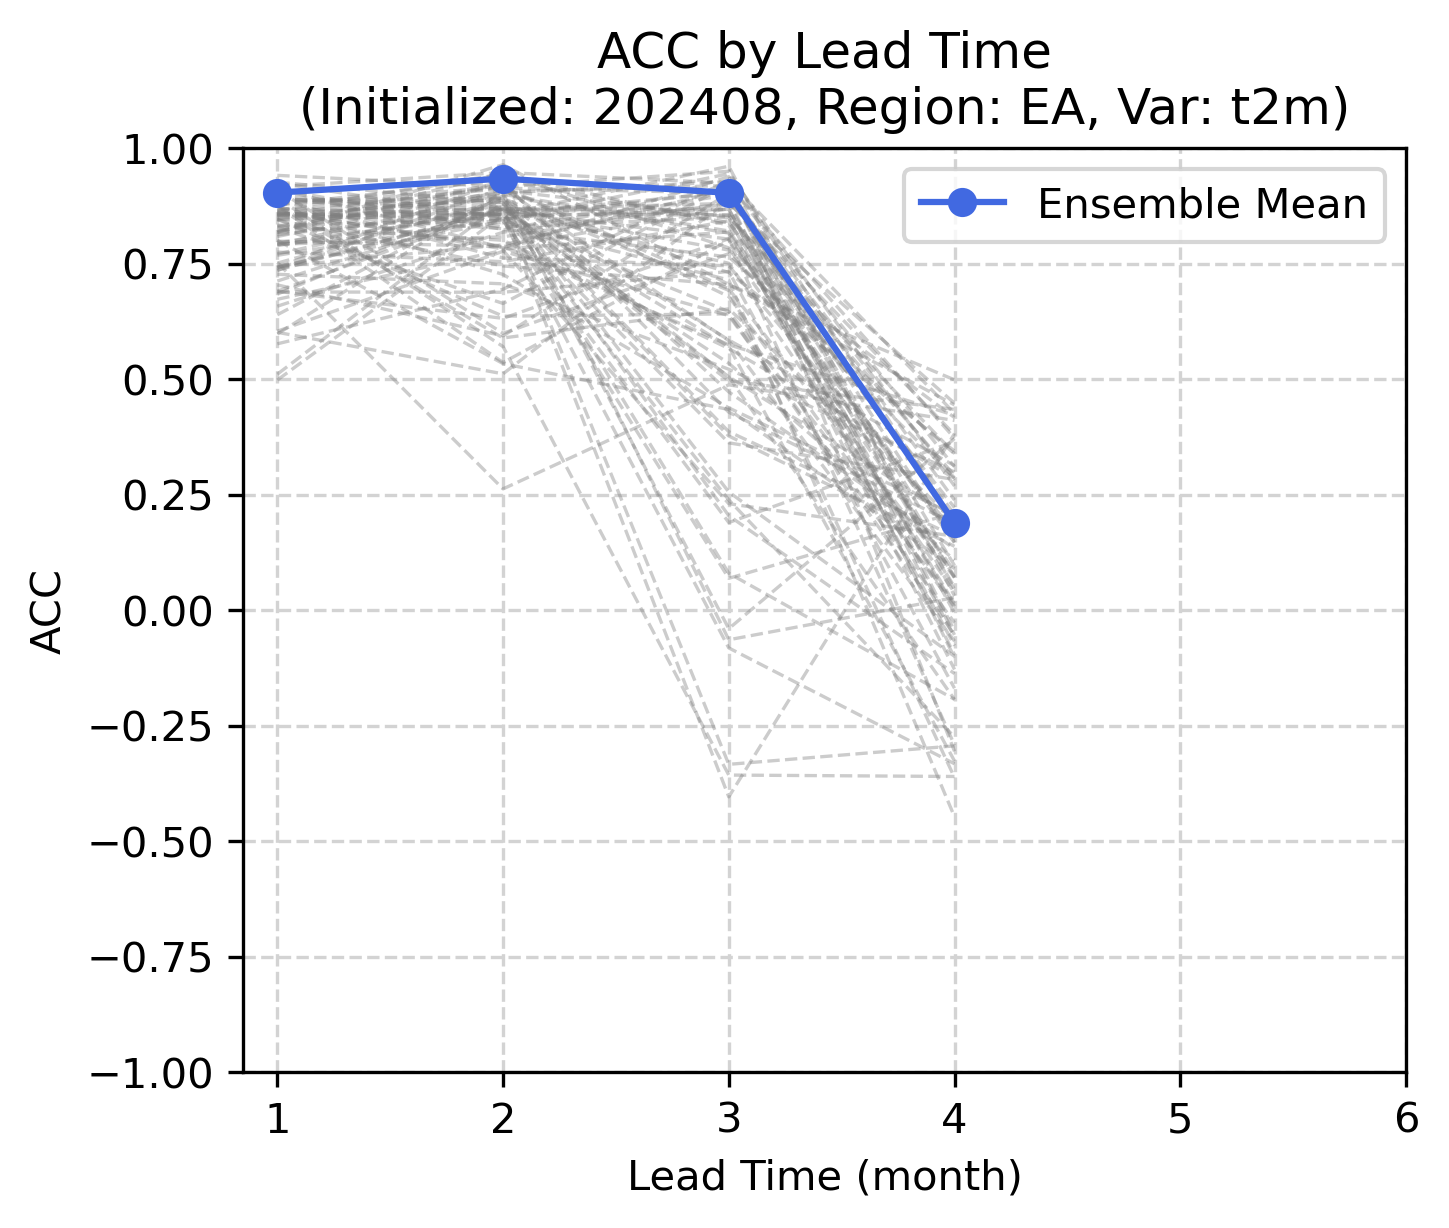 ACC by Lead Time
(Initialized: 202408, Region: EA, Var: t2m)
1.00
0.75
0.50
0.25
0.00
−0.25
−0.50
−0.75
−1.00
ACC
Ensemble Mean
1 2 3 4 5 6
Lead Time (month)